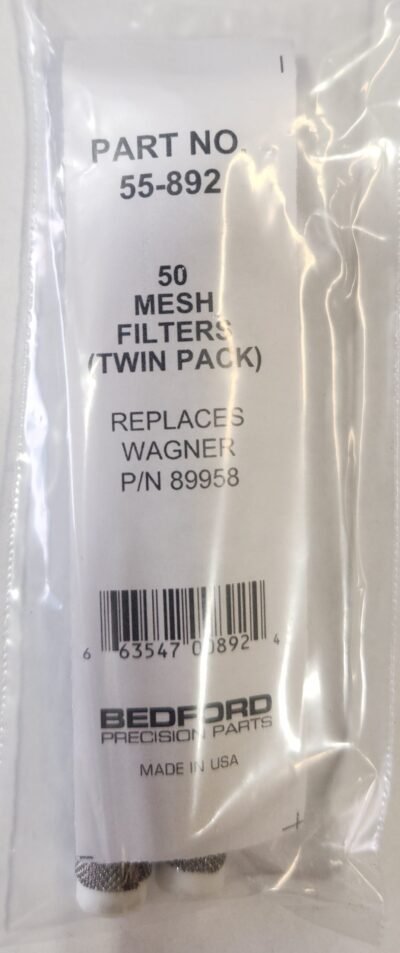 PART NO.
55-892
50
MESH
FILTERS
(TWIN PACK)
REPLACES
WAGNER
P/N 89958
6 63547 00892 4
BEDFORD
PRECISION PARTS
MADE IN USA